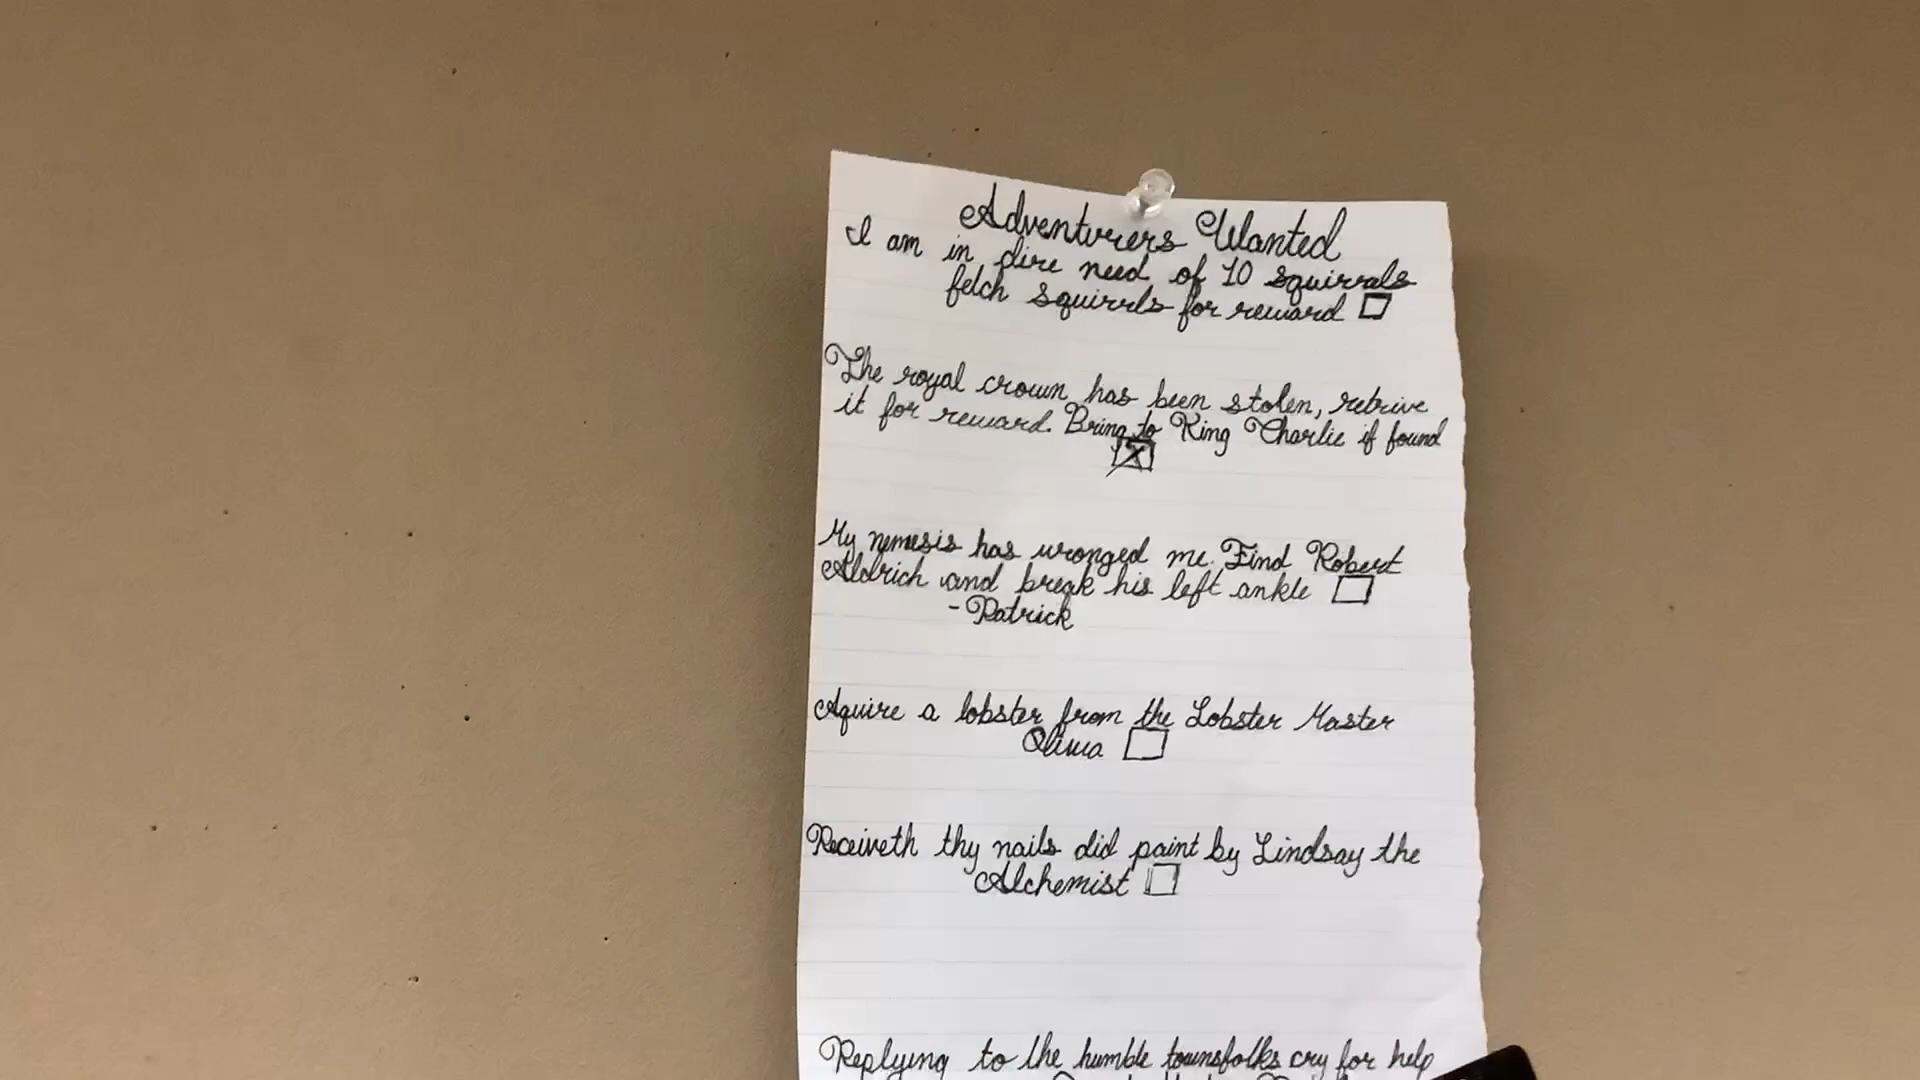 Adventurers Wanted
I am in dire need of 10 squirrals
fetch squirrls for reward
The royal crown has been stolen, retrive
it for reward. Bring to King Charlie if found
My nemesis has wronged me. Find Robert
Aldrich and break his left ankle
-Patrick
Aquire a lobster from the Lobster Master
Olivia
Receiveth thy nails did paint by Lindsay the
Alchemist
Replying to the humble townsfolks cry for help